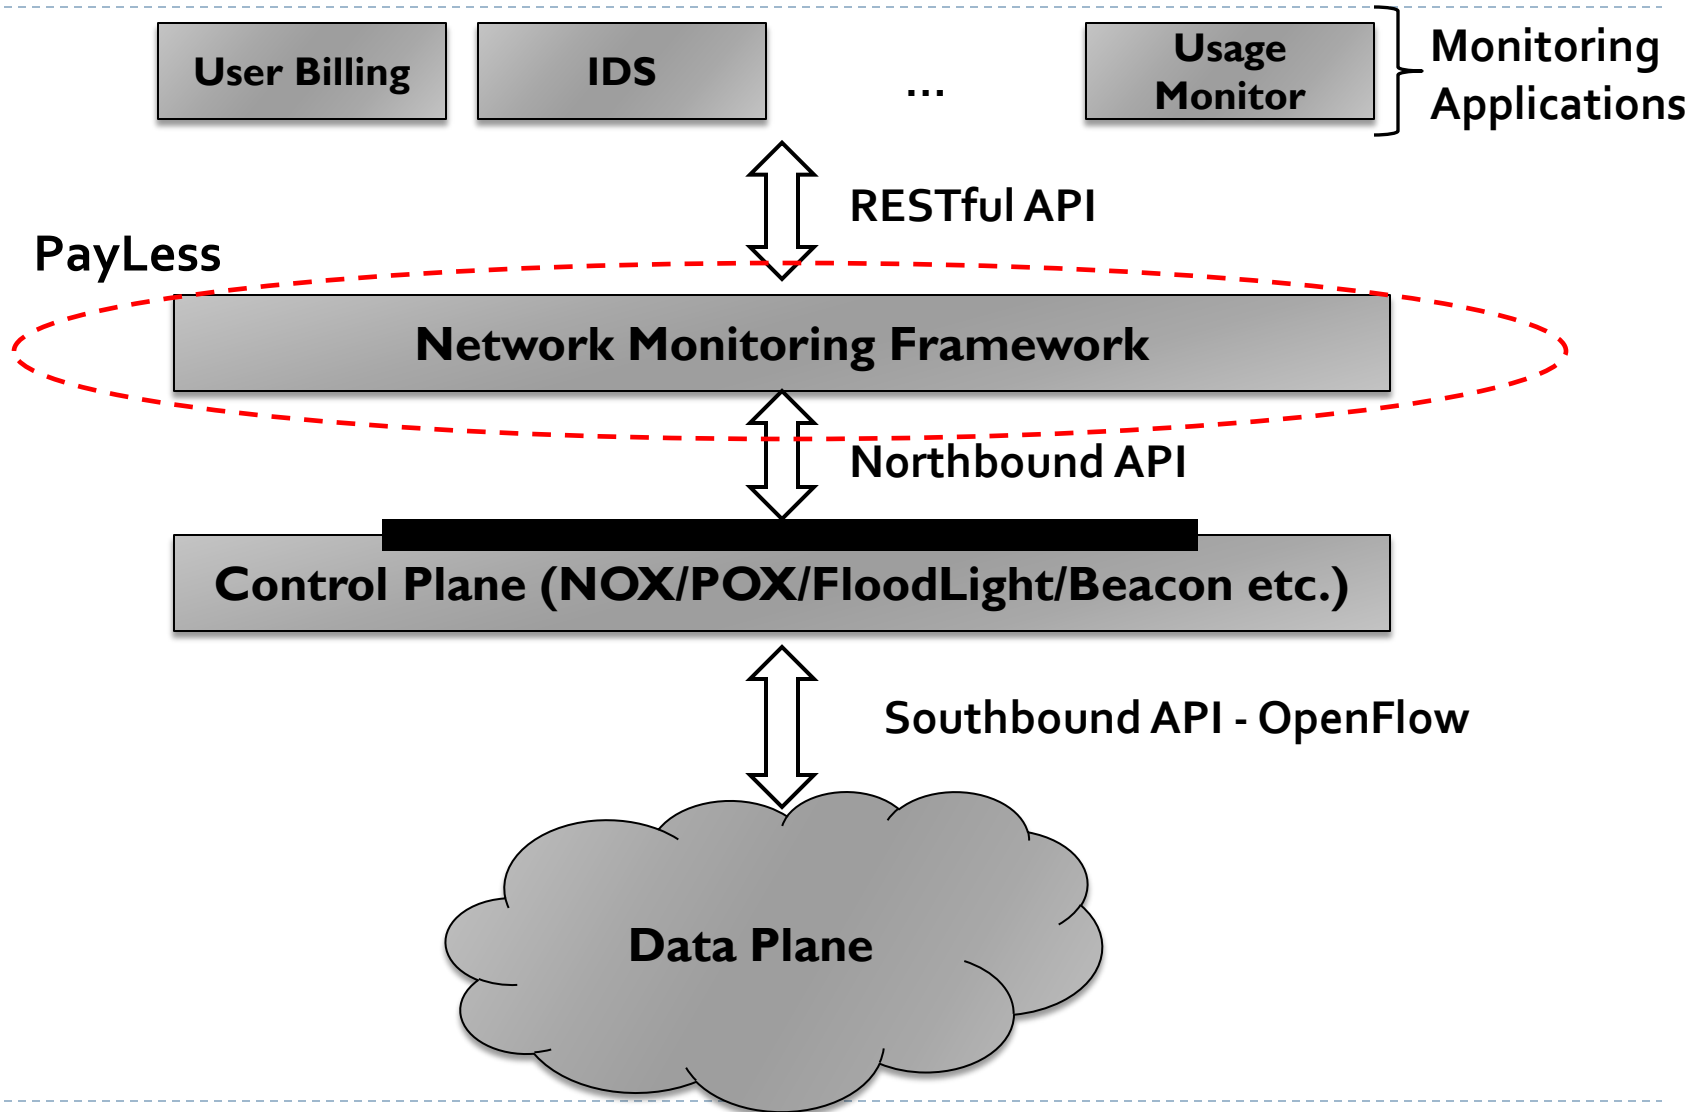 User Billing
IDS
...
Usage
Monitor
Monitoring
Applications
RESTful API
PayLess
Network Monitoring Framework
Northbound API
Control Plane (NOX/POX/FloodLight/Beacon etc.)
Southbound API - OpenFlow
Data Plane